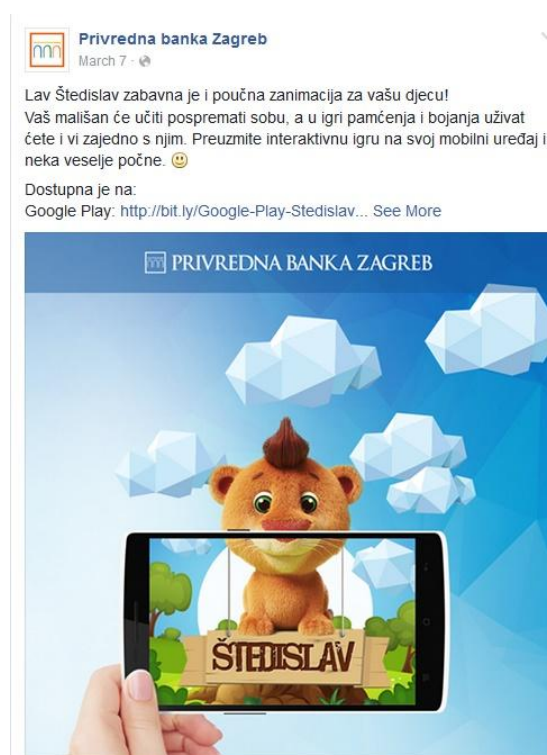 Privredna banka Zagreb
March 7 ·
Lav Štedislav zabavna je i poučna zanimacija za vašu djecu!
Vaš mališan će učiti pospremati sobu, a u igri pamćenja i bojanja uživat
ćete i vi zajedno s njim. Preuzmite interaktivnu igru na svoj mobilni uređaj i
neka veselje počne.
Dostupna je na:
Google Play: http://bit.ly/Google-Play-Stedislav... See More
PRIVREDNA BANKA ZAGREB
ŠTEDISLAV